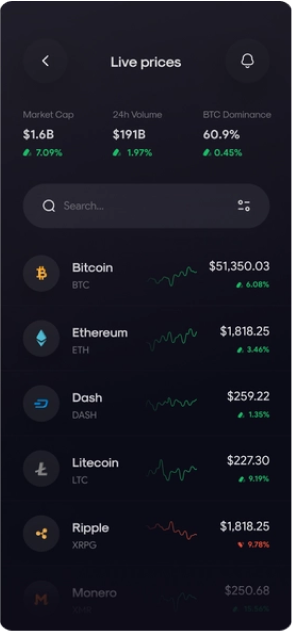 Live prices
Market Cap 24h Volume BTC Dominance
$1.6B $191B 60.9%
7.09% 1.97% 0.45%
Search...
Bitcoin $51,350.03
BTC 6.08%
Ethereum $1,818.25
ETH 3.46%
Dash $259.22
DASH 1.35%
Litecoin $227.30
LTC 9.19%
Ripple $1,818.25
XRPG 9.78%
Monero $250.68